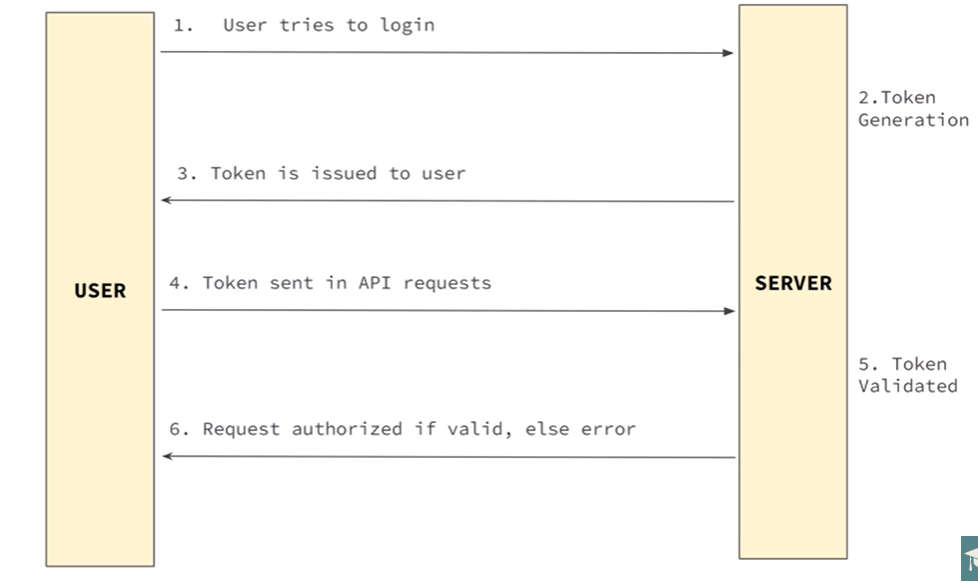 1. User tries to login
2.Token
Generation
3. Token is issued to user
4. Token sent in API requests
USER
SERVER
5. Token
Validated
6. Request authorized if valid, else error